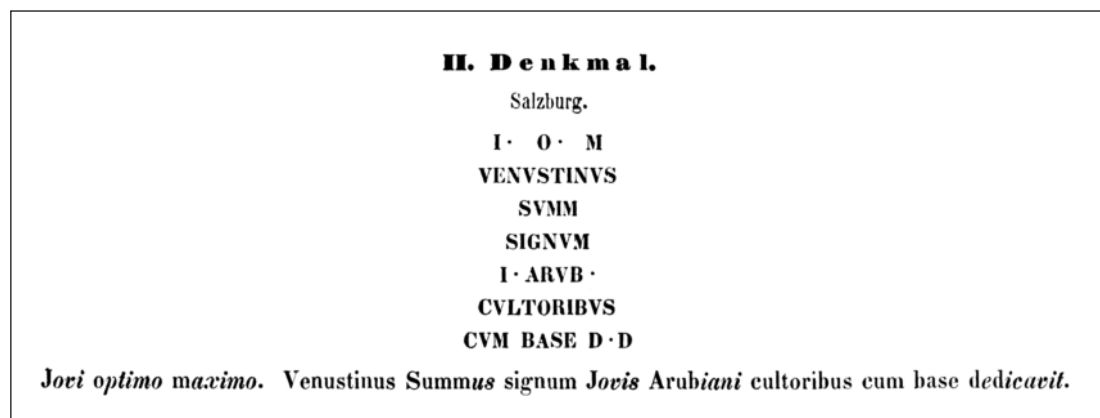 II. Denkmal.
Salzburg.
I· O· M
VENVSTINVS
SVMM
SIGNVM
I·ARVB·
CVLTORIBVS
CVM BASE D·D
Jovi optimo maximo. Venustinus Summus signum Jovis Arubiani cultoribus cum base dedicavit.